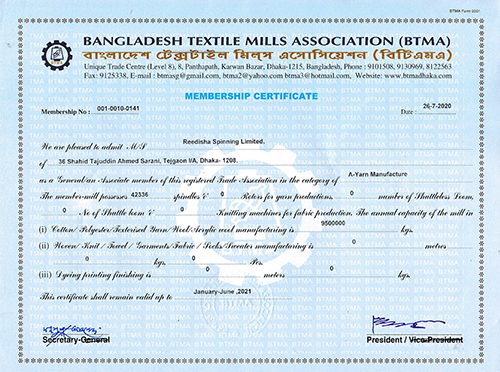 BTMA Form-2001
BANGLADESH TEXTILE MILLS ASSOCIATION (BTMA)
বাংলাদেশ টেক্সটাইল মিলস এসোসিয়েশন (বিটিএমএ)
Unique Trade Centre (Level 8), 8, Panthapath, Karwan Bazar, Dhaka-1215, Bangladesh, Phone : 9101508, 9130969, 8122563
Fax: 9125338, E-mail : btmasg@gmail.com, btma2@yahoo.com btma3@hotmail.com, Website: www.btmadhaka.com
MEMBERSHIP CERTIFICATE
Membership No : 001-0010-0141 Date : 26-7-2020
We are pleased to admit M/S Reedisha Spinning Limited.
of 36 Shahid Tajuddin Ahmed Sarani, Tejgaon I/A, Dhaka- 1208.
as a General/an Associate member of this registered Trade Association in the category of A-Yarn Manufacture
The member-mill possesses 42336 spindles & 0 Rotors for yarn productions, 0 number of Shuttleless Loom,
0 No of Shuttle loom & 0 Knitting machines for fabric production. The annual capacity of the mill in
(i) Cotton/Polyester/Texturised Yarn/Wool/Acrylic wool manufacturing is 9500000 kgs.
(ii) Woven/Knit/Towel/Garments/Fabric/Socks/Sweater manufacturing is 0 meters
0 kgs. 0 Pcs.
(iii) Dyeing printing finishing is 0 meters 0 kgs.
This certificate shall remain valid up to January-June ,2021
Secretary-General President / Vice-President